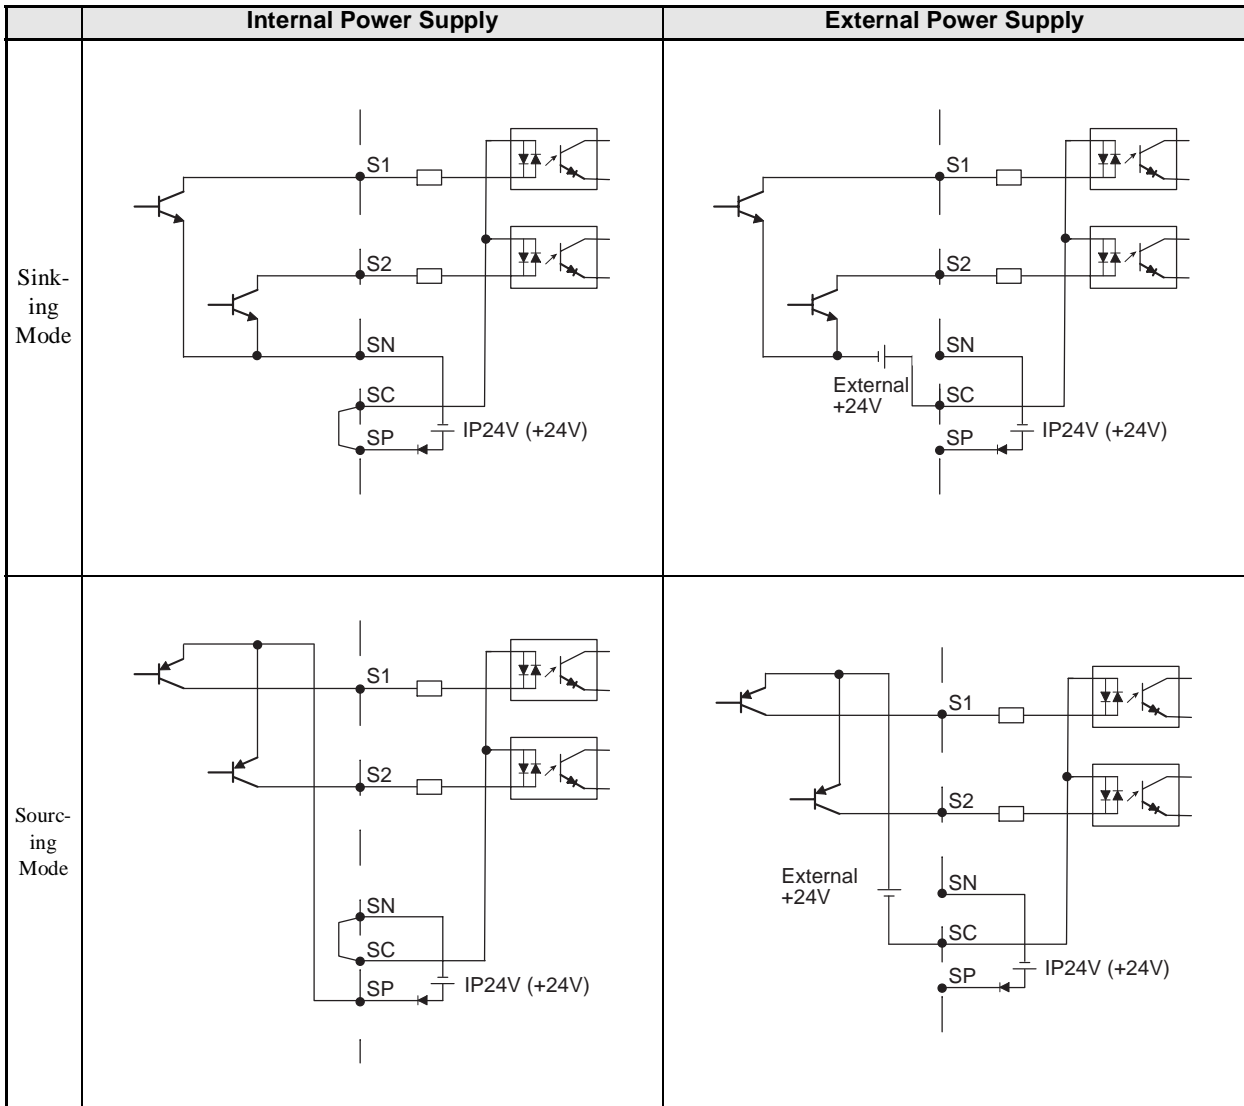 Internal Power Supply
External Power Supply
Sink-
ing
Mode
S1
S2
SN
SC
SP
IP24V (+24V)
S1
S2
SN
External
+24V
SC
SP
IP24V (+24V)
Sourc-
ing
Mode
S1
S2
SN
SC
SP
IP24V (+24V)
S1
S2
External
+24V
SN
SC
SP
IP24V (+24V)